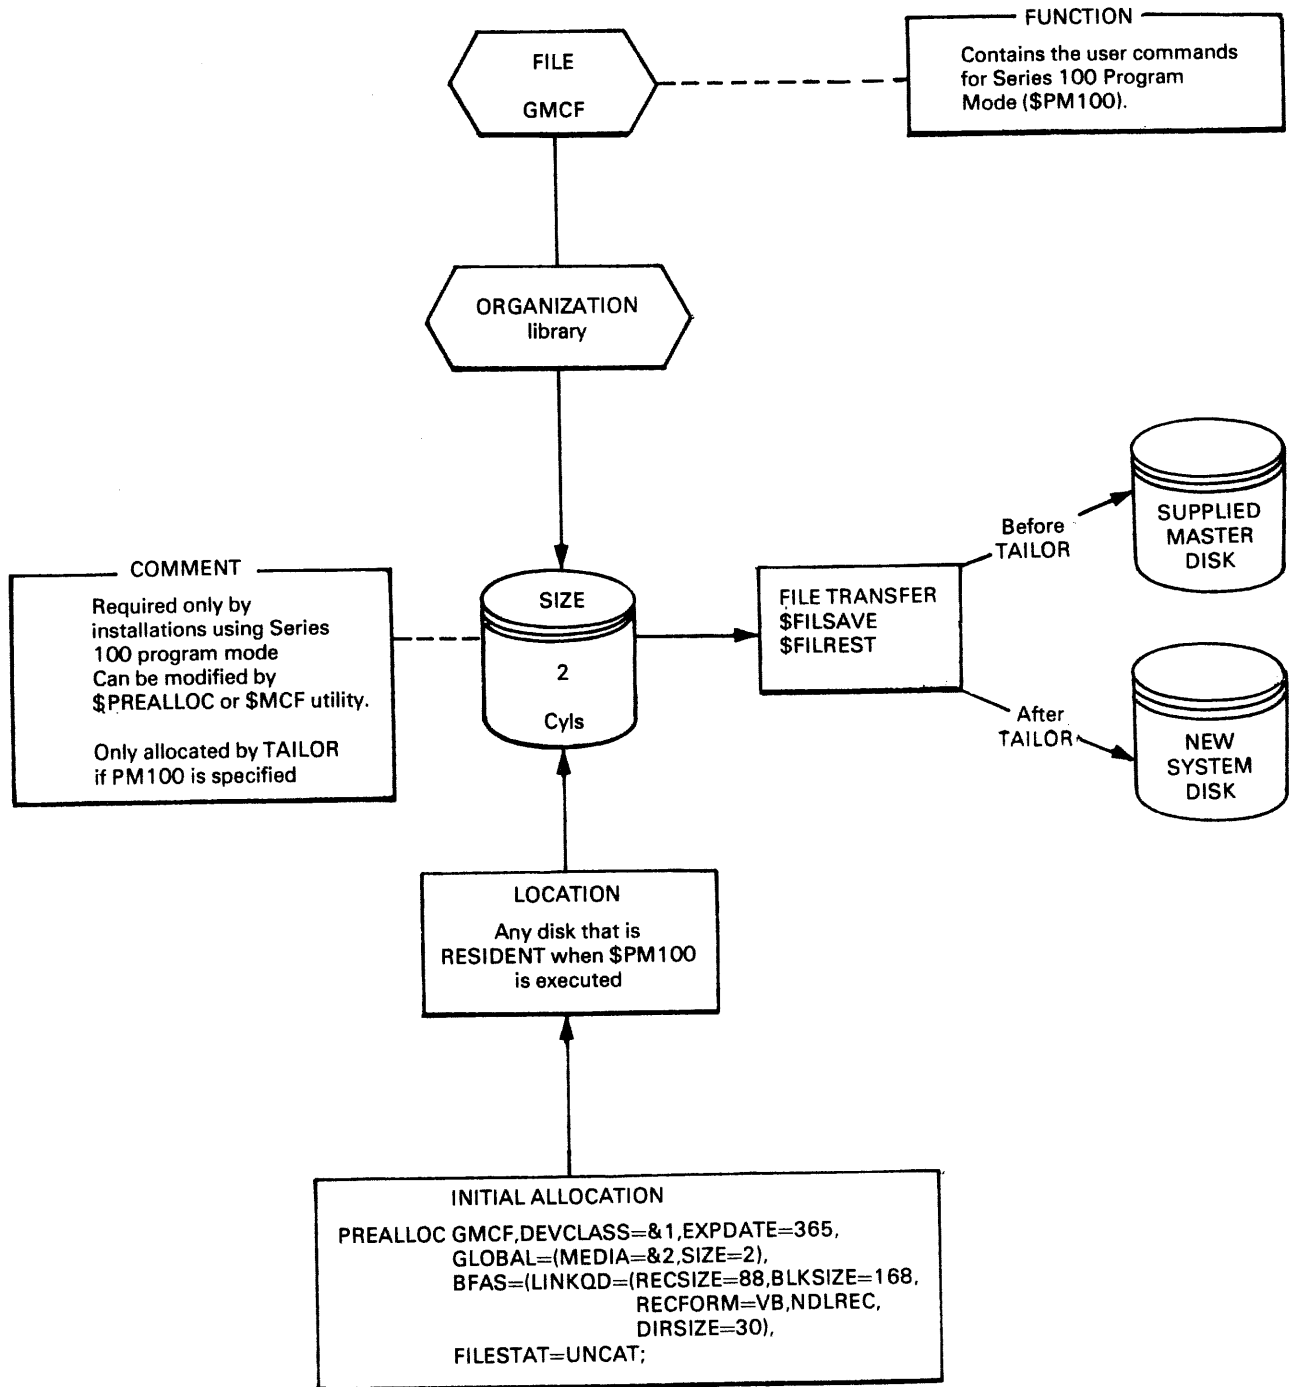 FILE
GMCF
FUNCTION
Contains the user commands
for Series 100 Program
Mode ($PM100).
ORGANIZATION
library
COMMENT
Required only by
installations using Series
100 program mode
Can be modified by
$PREALLOC or $MCF utility.
Only allocated by TAILOR
if PM100 is specified
SIZE
2
Cyls
FILE TRANSFER
$FILSAVE
$FILREST
Before
TAILOR
SUPPLIED
MASTER
DISK
After
TAILOR
NEW
SYSTEM
DISK
LOCATION
Any disk that is
RESIDENT when $PM100
is executed
INITIAL ALLOCATION
PREALLOC GMCF,DEVCLASS=&1,EXPDATE=365,
GLOBAL=(MEDIA=&2,SIZE=2),
BFAS=(LINKQD=(RECSIZE=88,BLKSIZE=168,
RECFORM=VB,NDLREC,
DIRSIZE=30),
FILESTAT=UNCAT;